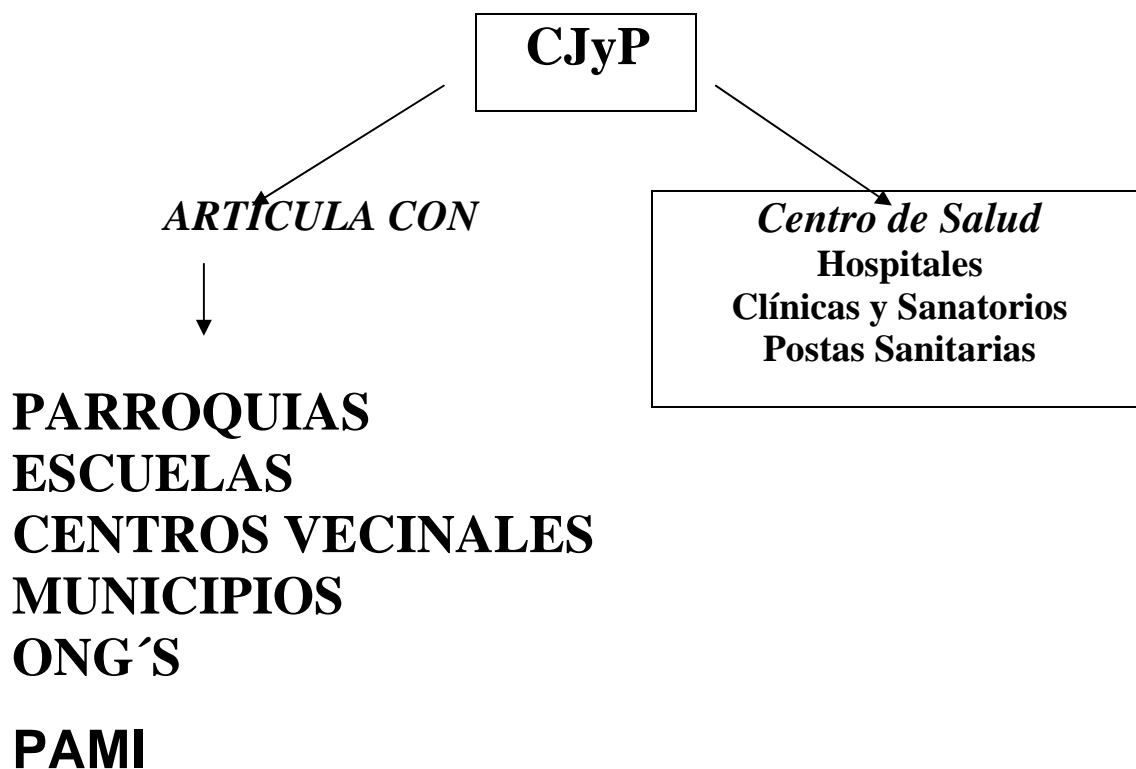 CJyP
ARTICULA CON
Centro de Salud
Hospitales
Clínicas y Sanatorios
Postas Sanitarias
PARROQUIAS
ESCUELAS
CENTROS VECINALES
MUNICIPIOS
ONG´S
PAMI